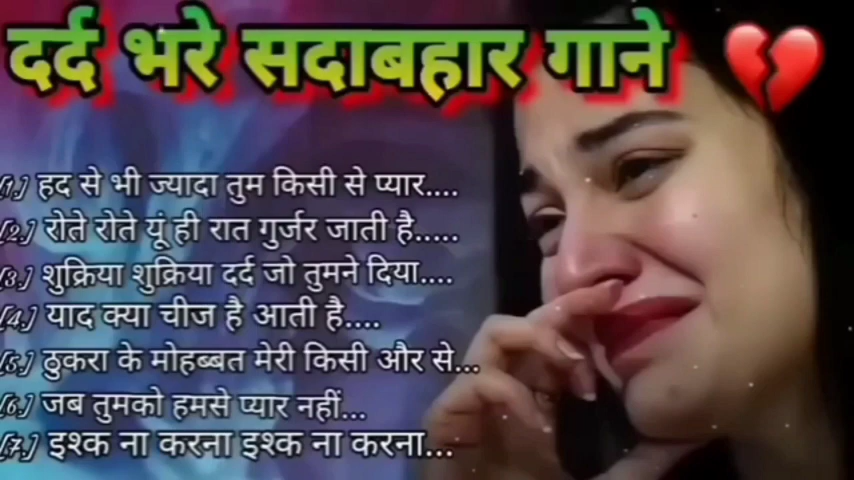 दर्द भरे सदाबहार गाने
[1] हद से भी ज्यादा तुम किसी से प्यार....
[2] रोते रोते यूं ही रात गुर्जर जाती है.....
[3] शुक्रिया शुक्रिया दर्द जो तुमने दिया....
[4] याद क्या चीज है आती है....
[5] ठुकरा के मोहब्बत मेरी किसी और से...
[6] जब तुमको हमसे प्यार नहीं...
[7] इश्क ना करना इश्क ना करना...